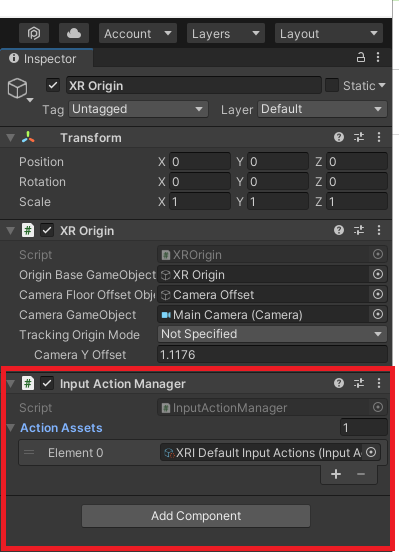 Account Layers Layout
Inspector
XR Origin Static
Tag Untagged Layer Default
Transform
Position X 0 Y 0 Z 0
Rotation X 0 Y 0 Z 0
Scale X 1 Y 1 Z 1
# XR Origin
Script # XROrigin
Origin Base GameObject XR Origin
Camera Floor Offset Obj Camera Offset
Camera GameObject Main Camera (Camera)
Tracking Origin Mode Not Specified
Camera Y Offset 1.1176
# Input Action Manager
Script # InputActionManager
Action Assets 1
Element 0 XRI Default Input Actions (Input A
+ −
Add Component